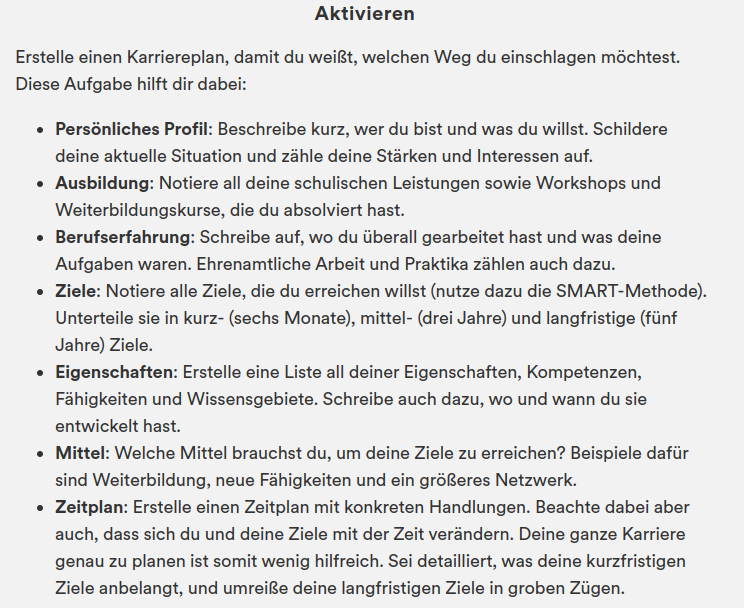 Aktivieren
Erstelle einen Karriereplan, damit du weißt, welchen Weg du einschlagen möchtest.
Diese Aufgabe hilft dir dabei:
• Persönliches Profil: Beschreibe kurz, wer du bist und was du willst. Schildere
deine aktuelle Situation und zähle deine Stärken und Interessen auf.
• Ausbildung: Notiere all deine schulischen Leistungen sowie Workshops und
Weiterbildungskurse, die du absolviert hast.
• Berufserfahrung: Schreibe auf, wo du überall gearbeitet hast und was deine
Aufgaben waren. Ehrenamtliche Arbeit und Praktika zählen auch dazu.
• Ziele: Notiere alle Ziele, die du erreichen willst (nutze dazu die SMART-Methode).
Unterteile sie in kurz- (sechs Monate), mittel- (drei Jahre) und langfristige (fünf
Jahre) Ziele.
• Eigenschaften: Erstelle eine Liste all deiner Eigenschaften, Kompetenzen,
Fähigkeiten und Wissensgebiete. Schreibe auch dazu, wo und wann du sie
entwickelt hast.
• Mittel: Welche Mittel brauchst du, um deine Ziele zu erreichen? Beispiele dafür
sind Weiterbildung, neue Fähigkeiten und ein größeres Netzwerk.
• Zeitplan: Erstelle einen Zeitplan mit konkreten Handlungen. Beachte dabei aber
auch, dass sich du und deine Ziele mit der Zeit verändern. Deine ganze Karriere
genau zu planen ist somit wenig hilfreich. Sei detailliert, was deine kurzfristigen
Ziele anbelangt, und umreiße deine langfristigen Ziele in groben Zügen.